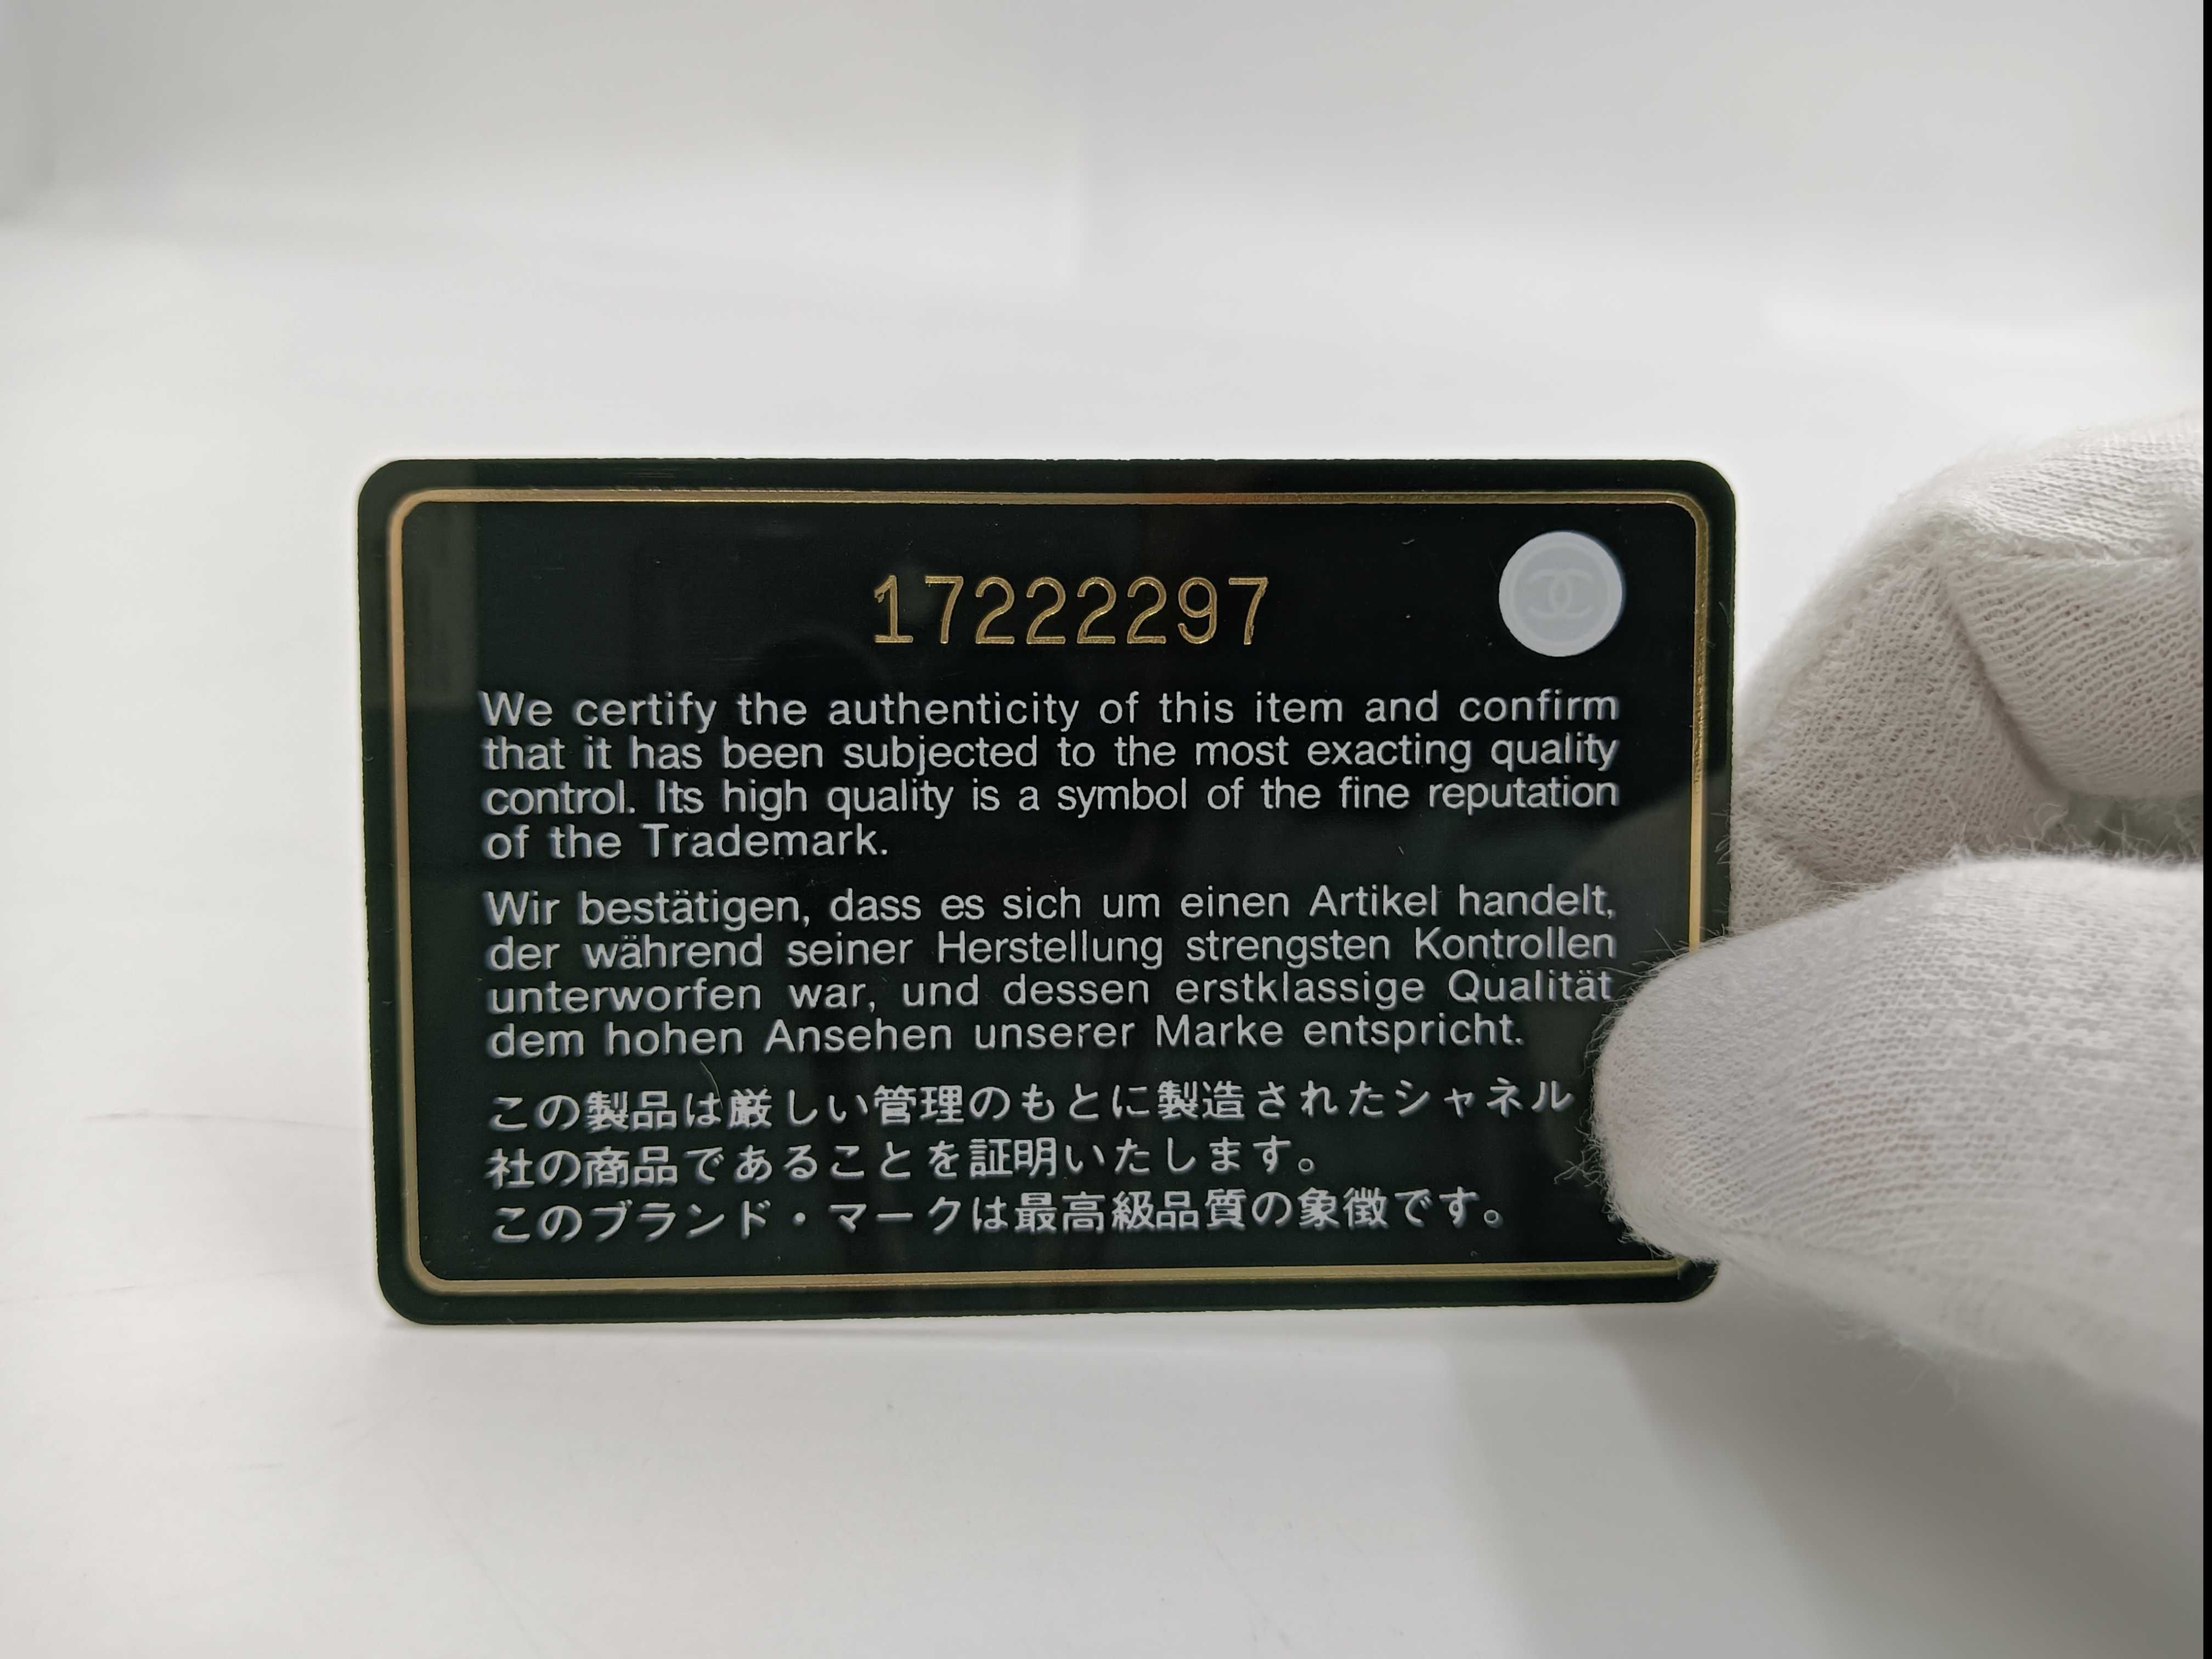 17222297
We certify the authenticity of this item and confirm
that it has been subjected to the most exacting quality
control. Its high quality is a symbol of the fine reputation
of the Trademark.
Wir bestätigen, dass es sich um einen Artikel handelt,
der während seiner Herstellung strengsten Kontrollen
unterworfen war, und dessen erstklassige Qualität
dem hohen Ansehen unserer Marke entspricht.
この製品は厳しい管理のもとに製造されたシャネル
社の商品であることを証明いたします。
このブランド・マークは最高級品質の象徴です。